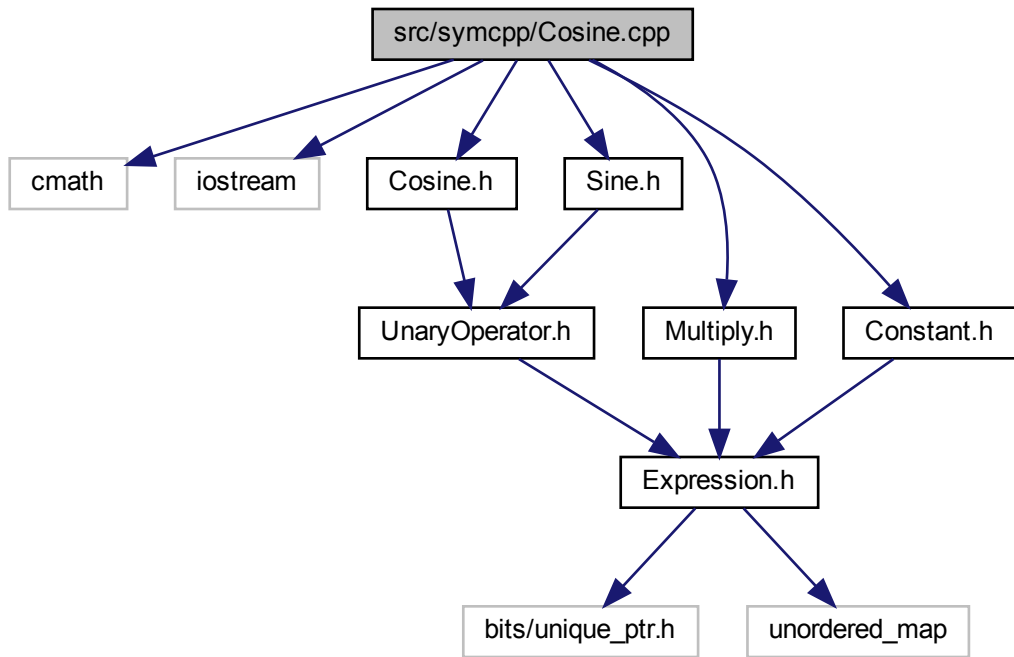 src/symcpp/Cosine.cpp
cmath
iostream
Cosine.h
Sine.h
UnaryOperator.h
Multiply.h
Constant.h
Expression.h
bits/unique_ptr.h
unordered_map